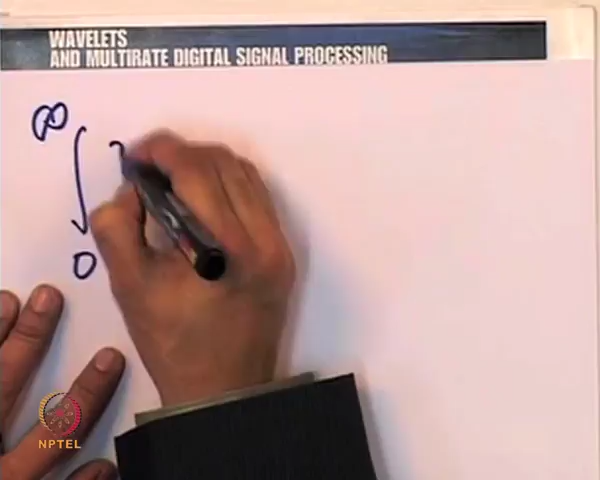 WAVELETS
AND MULTIRATE DIGITAL SIGNAL PROCESSING
∞
∫
0
NPTEL